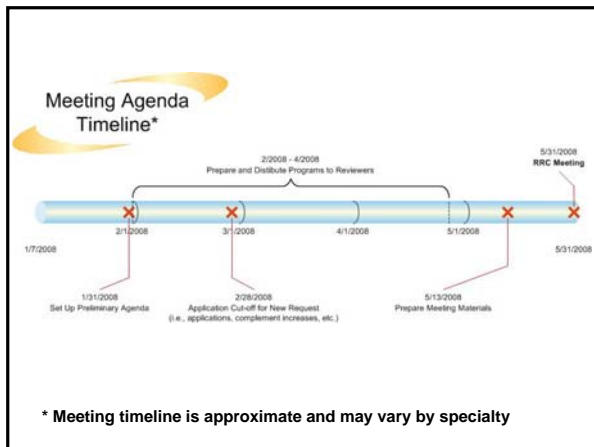 Meeting Agenda
Timeline*
2/2008 - 4/2008
Prepare and Distibute Programs to Reviewers
5/31/2008
RRC Meeting
2/1/2008
3/1/2008
4/1/2008
5/1/2008
1/7/2008
5/31/2008
1/31/2008
Set Up Preliminary Agenda
2/28/2008
Application Cut-off for New Request
(i.e., applications, complement increases, etc.)
5/13/2008
Prepare Meeting Materials
* Meeting timeline is approximate and may vary by specialty